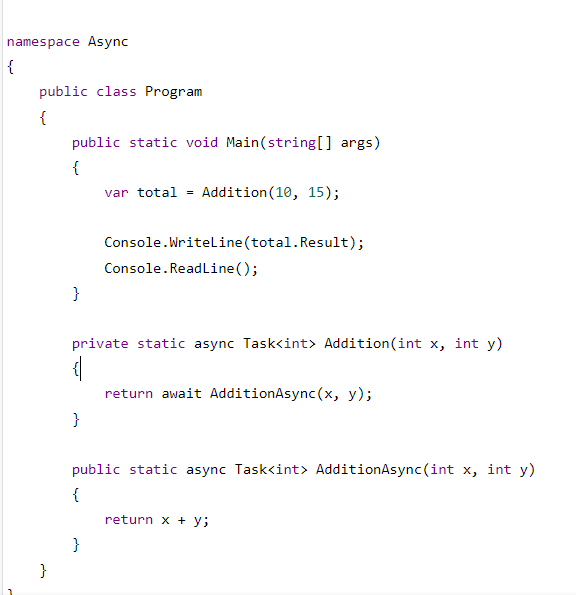 namespace Async
{
    public class Program
    {
        public static void Main(string[] args)
        {
            var total = Addition(10, 15);

            Console.WriteLine(total.Result);
            Console.ReadLine();
        }

        private static async Task<int> Addition(int x, int y)
        {
            return await AdditionAsync(x, y);
        }

        public static async Task<int> AdditionAsync(int x, int y)
        {
            return x + y;
        }
    }
}